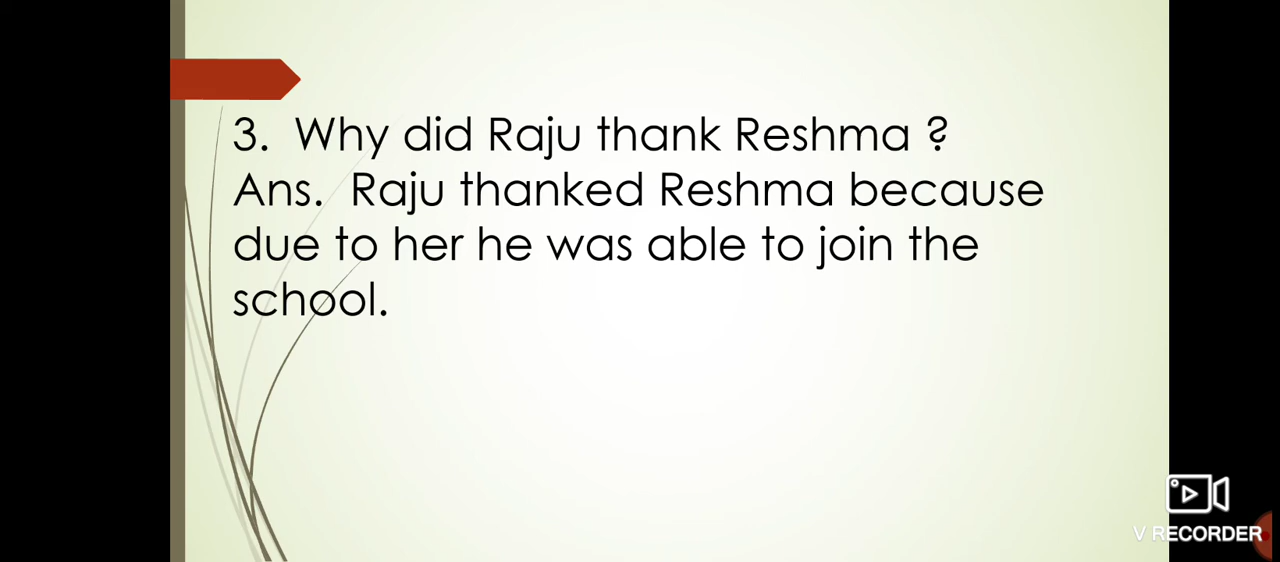 3.  Why did Raju thank Reshma ?
Ans.  Raju thanked Reshma because
due to her he was able to join the
school.
V RECORDER